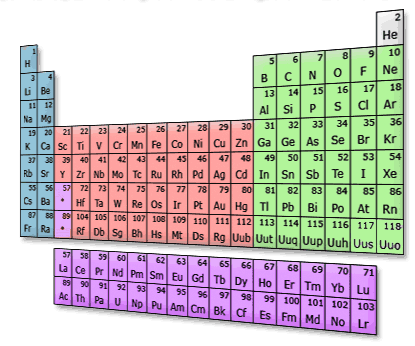 1 2
H He
3 4 5 6 7 8 9 10
Li Be B C N O F Ne
11 12 13 14 15 16 17 18
Na Mg Al Si P S Cl Ar
19 20 21 22 23 24 25 26 27 28 29 30 31 32 33 34 35 36
K Ca Sc Ti V Cr Mn Fe Co Ni Cu Zn Ga Ge As Se Br Kr
37 38 39 40 41 42 43 44 45 46 47 48 49 50 51 52 53 54
Rb Sr Y Zr Nb Mo Tc Ru Rh Pd Ag Cd In Sn Sb Te I Xe
55 56 57 72 73 74 75 76 77 78 79 80 81 82 83 84 85 86
Cs Ba * Hf Ta W Re Os Ir Pt Au Hg Tl Pb Bi Po At Rn
87 88 89 104 105 106 107 108 109 110 111 112 113 114 115 116 117 118
Fr Ra * Rf Db Sg Bh Hs Mt Ds Rg Uub Uut Uuq Uup Uuh Uus Uuo
57 58 59 60 61 62 63 64 65 66 67 68 69 70 71
La Ce Pr Nd Pm Sm Eu Gd Tb Dy Ho Er Tm Yb Lu
89 90 91 92 93 94 95 96 97 98 99 100 101 102 103
Ac Th Pa U Np Pu Am Cm Bk Cf Es Fm Md No Lr